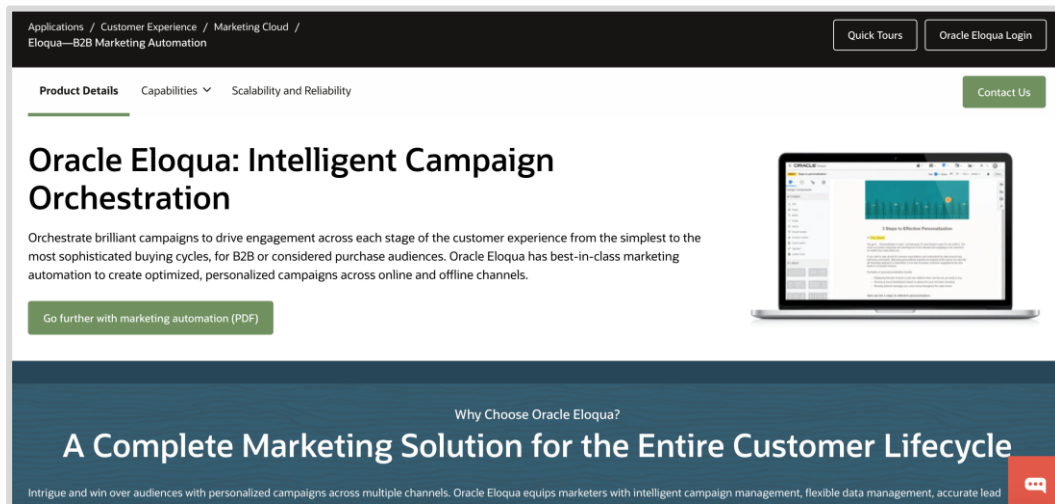 Applications / Customer Experience / Marketing Cloud /
Eloqua—B2B Marketing Automation
Quick Tours
Oracle Eloqua Login
Product Details
Capabilities
Scalability and Reliability
Contact Us
Oracle Eloqua: Intelligent Campaign
Orchestration
Orchestrate brilliant campaigns to drive engagement across each stage of the customer experience from the simplest to the
most sophisticated buying cycles, for B2B or considered purchase audiences. Oracle Eloqua has best-in-class marketing
automation to create optimized, personalized campaigns across online and offline channels.
Go further with marketing automation (PDF)
ORACLE
3 Steps to Effective Personalization
Why Choose Oracle Eloqua?
A Complete Marketing Solution for the Entire Customer Lifecycle
Intrigue and win over audiences with personalized campaigns across multiple channels. Oracle Eloqua equips marketers with intelligent campaign management, flexible data management, accurate lead